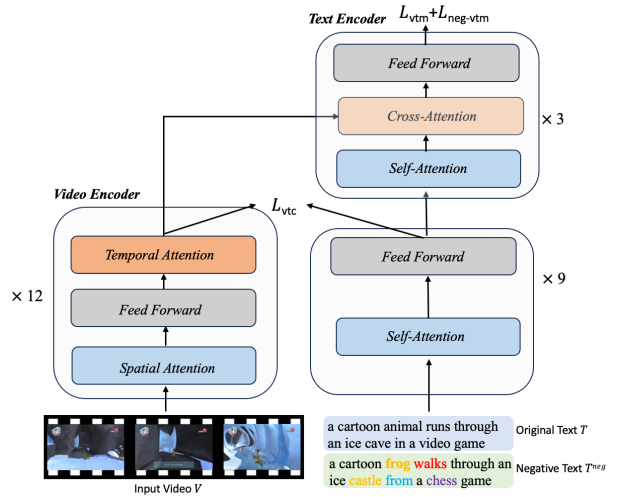 Text Encoder
L_vtm+L_neg-vtm
Feed Forward
Cross-Attention
× 3
Self-Attention
Video Encoder
L_vtc
Temporal Attention
Feed Forward
× 12
Feed Forward
× 9
Spatial Attention
Self-Attention
a cartoon animal runs through
an ice cave in a video game
Original Text T
a cartoon frog walks through an
ice castle from a chess game
Negative Text T^neg
Input Video V